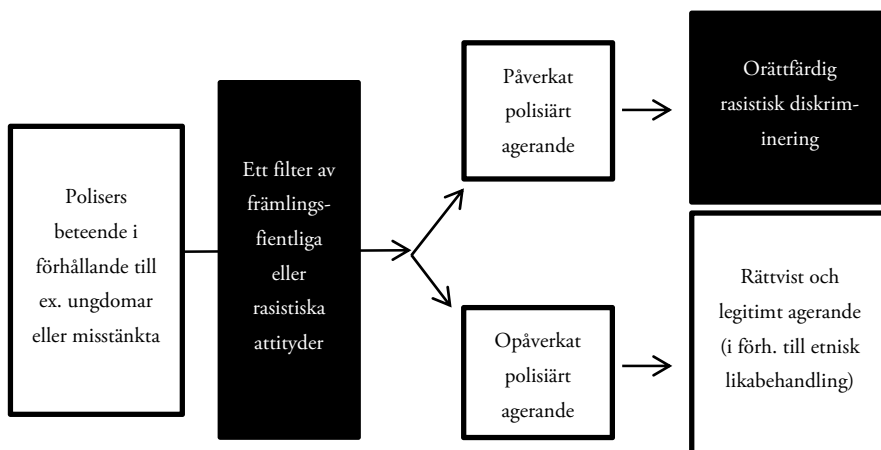 Polisers
beteende i
förhållande till
ex. ungdomar
eller misstänkta
Ett filter av
främlings-
fientliga
eller
rasistiska
attityder
Påverkat
polisiärt
agerande
Orättfärdig
rasistisk diskrim-
inering
Opåverkat
polisiärt
agerande
Rättvist och
legitimt agerande
(i förh. till etnisk
likabehandling)